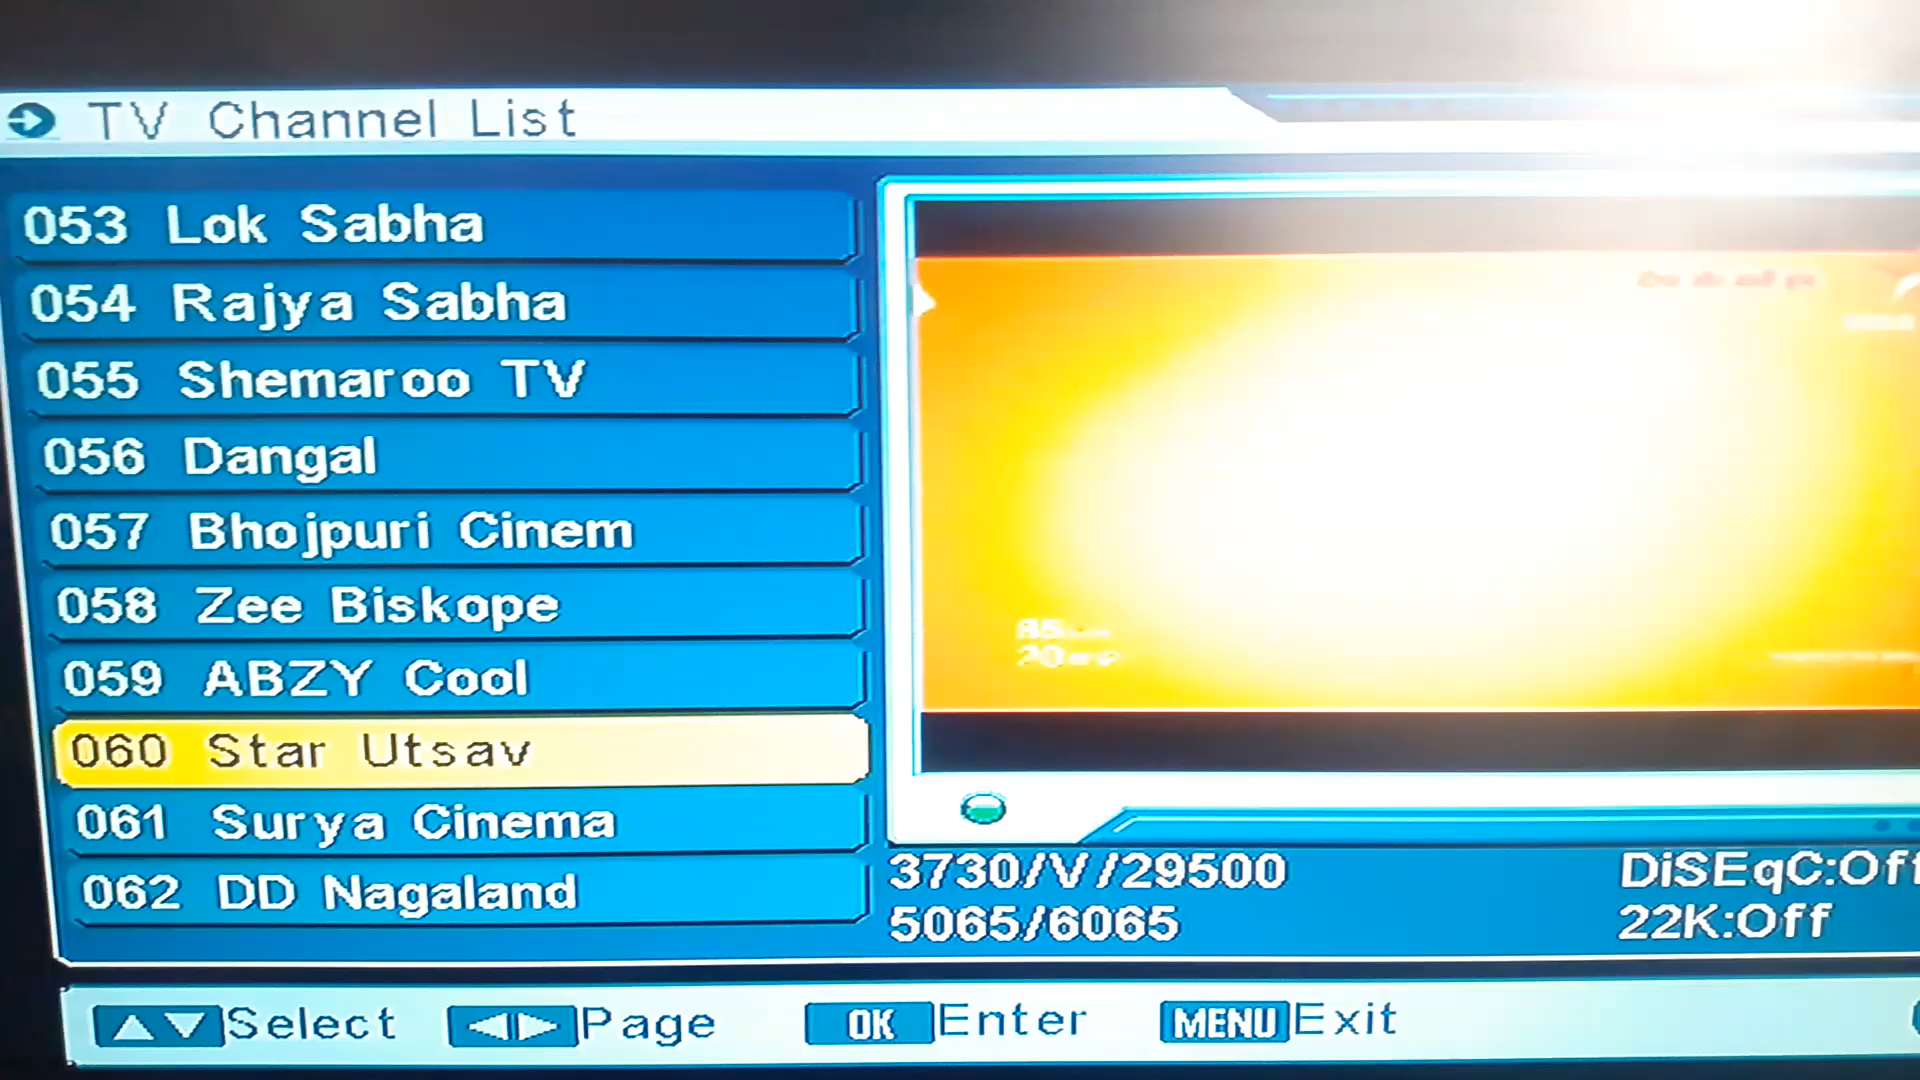 TV Channel List
053 Lok Sabha
054 Rajya Sabha
055 Shemaroo TV
056 Dangal
057 Bhojpuri Cinem
058 Zee Biskope
059 ABZY Cool
060 Star Utsav
061 Surya Cinema
062 DD Nagaland
85
20
3730/V/29500
DiSEqC:Off
5065/6065
22K:Off
Select
Page
OK Enter
MENU Exit